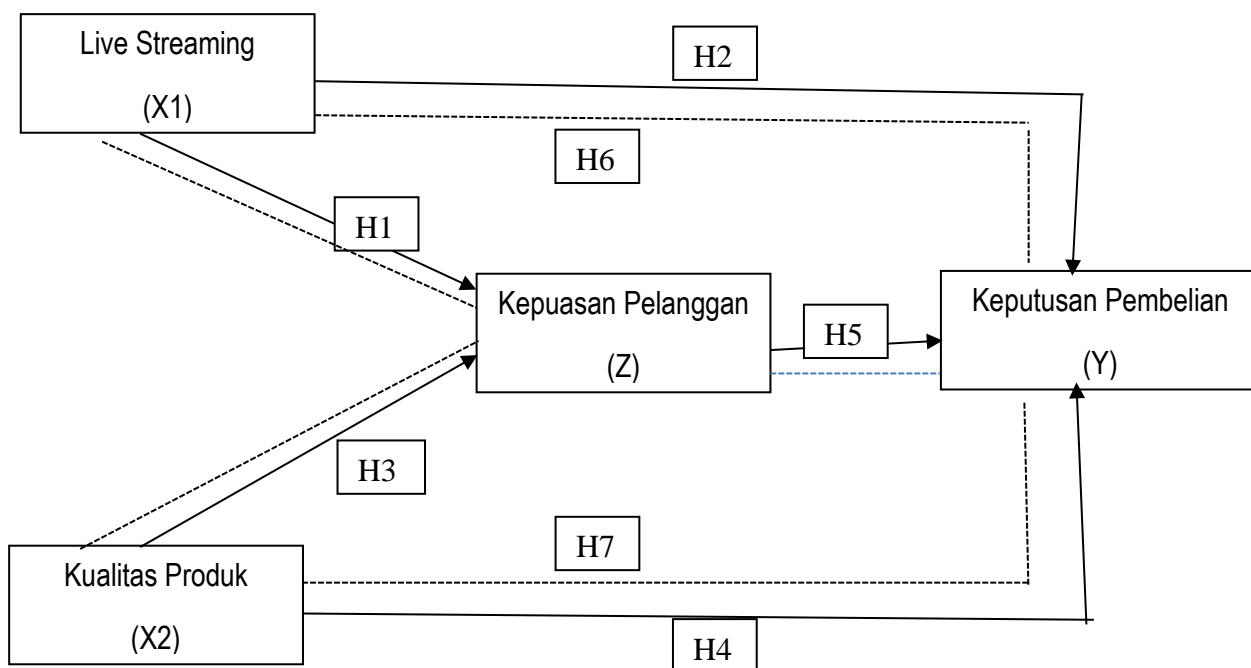 Live Streaming
(X1)
H2
H6
H1
Kepuasan Pelanggan
(Z)
H5
Keputusan Pembelian
(Y)
H3
H7
Kualitas Produk
(X2)
H4